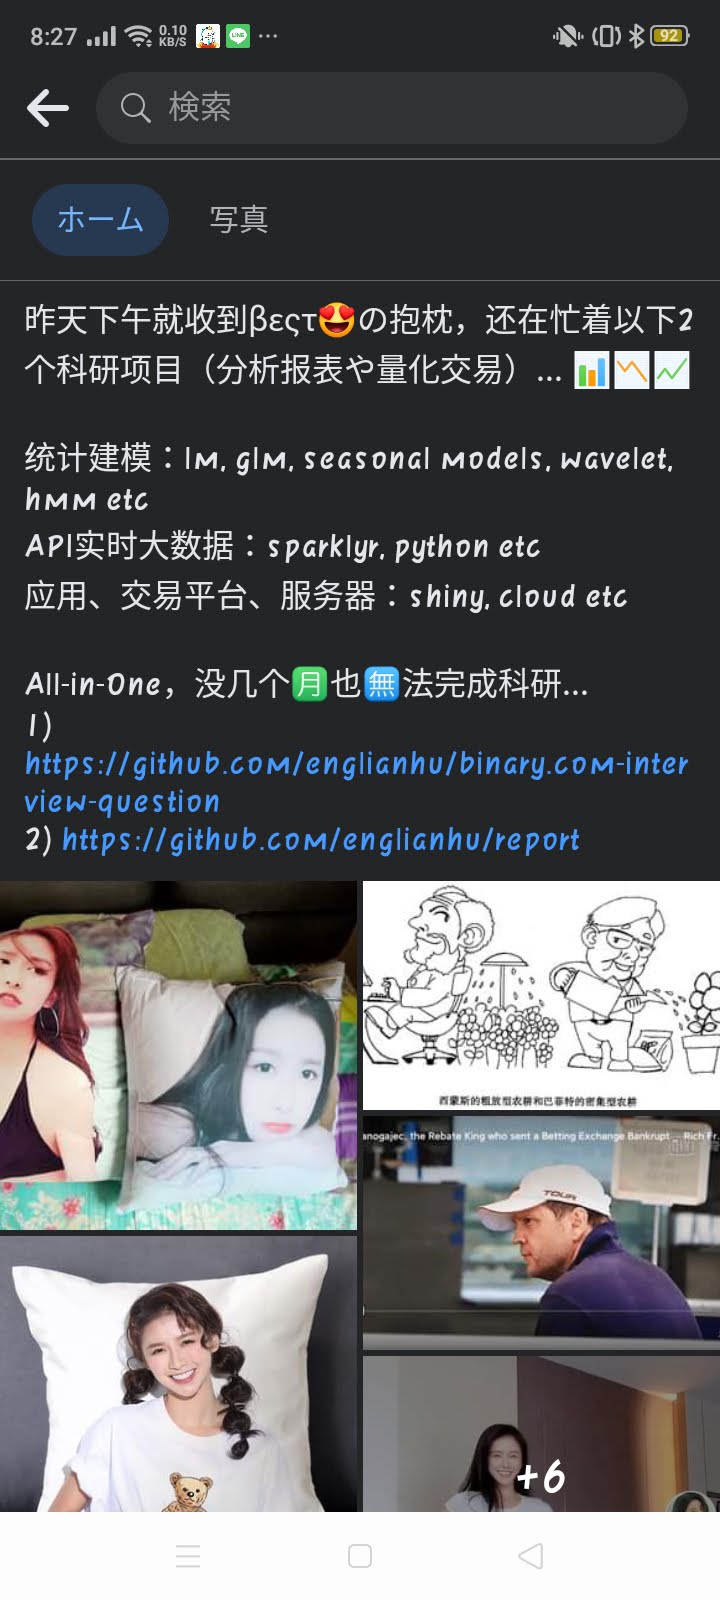 8:27 0.10 KB/S LINE ... 92
検索
ホーム 写真
昨天下午就收到βεςτ😍の抱枕，还在忙着以下2
个科研项目（分析报表や量化交易）... 📊📉📈
统计建模：lm, glm, seasonal models, wavelet,
hmm etc
API实时大数据：sparklyr, python etc
应用、交易平台、服务器：shiny, cloud etc
All-in-One，没几个🈷️也🈚法完成科研...
1)
https://github.com/englianhu/binary.com-inter
view-question
2) https://github.com/englianhu/report
西蒙斯的粗放型农耕和巴菲特的密集型农耕
anogajec, the Rebate King who sent a Betting Exchange Bankrupt — Rich Fr
TOUR
+6